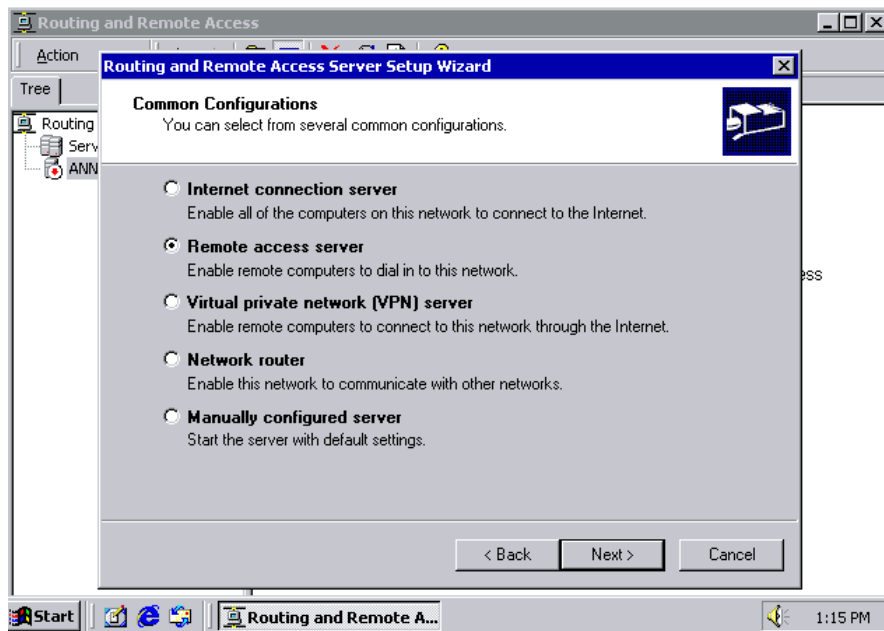 Routing and Remote Access
Action
Tree
Routing
Serv
ANN
ess
Routing and Remote Access Server Setup Wizard
Common Configurations
You can select from several common configurations.
Internet connection server
Enable all of the computers on this network to connect to the Internet.
Remote access server
Enable remote computers to dial in to this network.
Virtual private network (VPN) server
Enable remote computers to connect to this network through the Internet.
Network router
Enable this network to communicate with other networks.
Manually configured server
Start the server with default settings.
< Back
Next >
Cancel
Start
Routing and Remote A...
1:15 PM